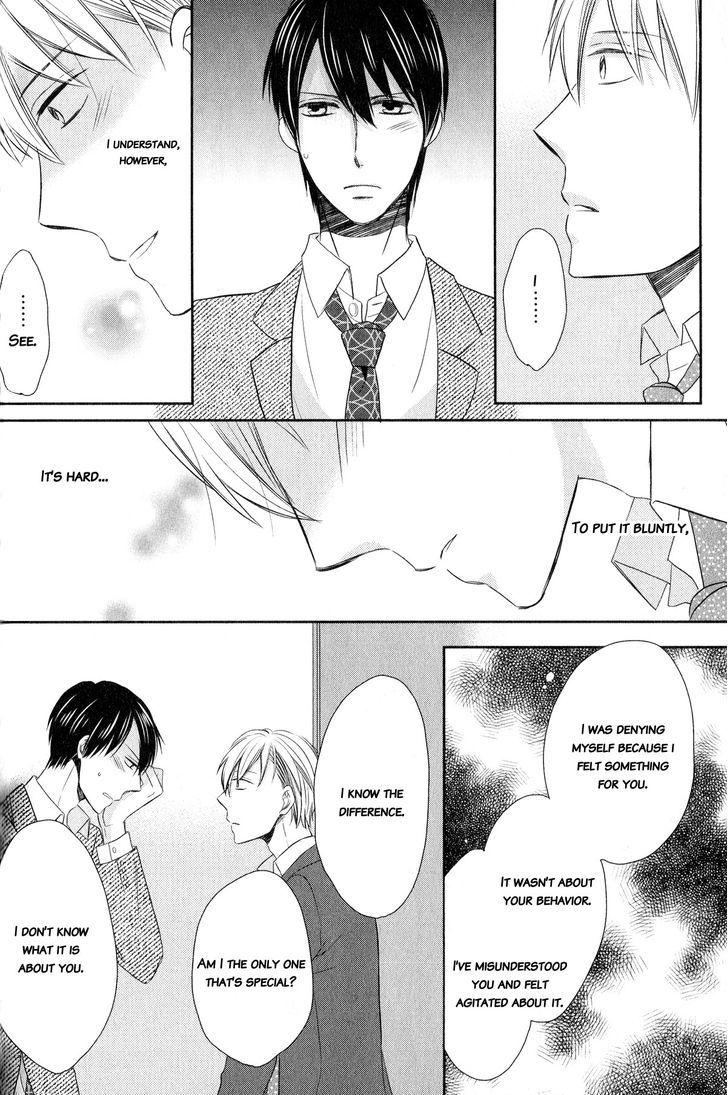 I
......
I UNDERSTAND,
HOWEVER,
......
SEE.
TO PUT IT BLUNTLY,
IT'S HARD...
I WAS DENYING
MYSELF BECAUSE I
FELT SOMETHING
FOR YOU.
IT WASN'T ABOUT
YOUR BEHAVIOR.
I'VE MISUNDERSTOOD
YOU AND FELT
AGITATED ABOUT IT.
I KNOW THE
DIFFERENCE.
AM I THE ONLY ONE
THAT'S SPECIAL?
I DON'T KNOW
WHAT IT IS
ABOUT YOU.